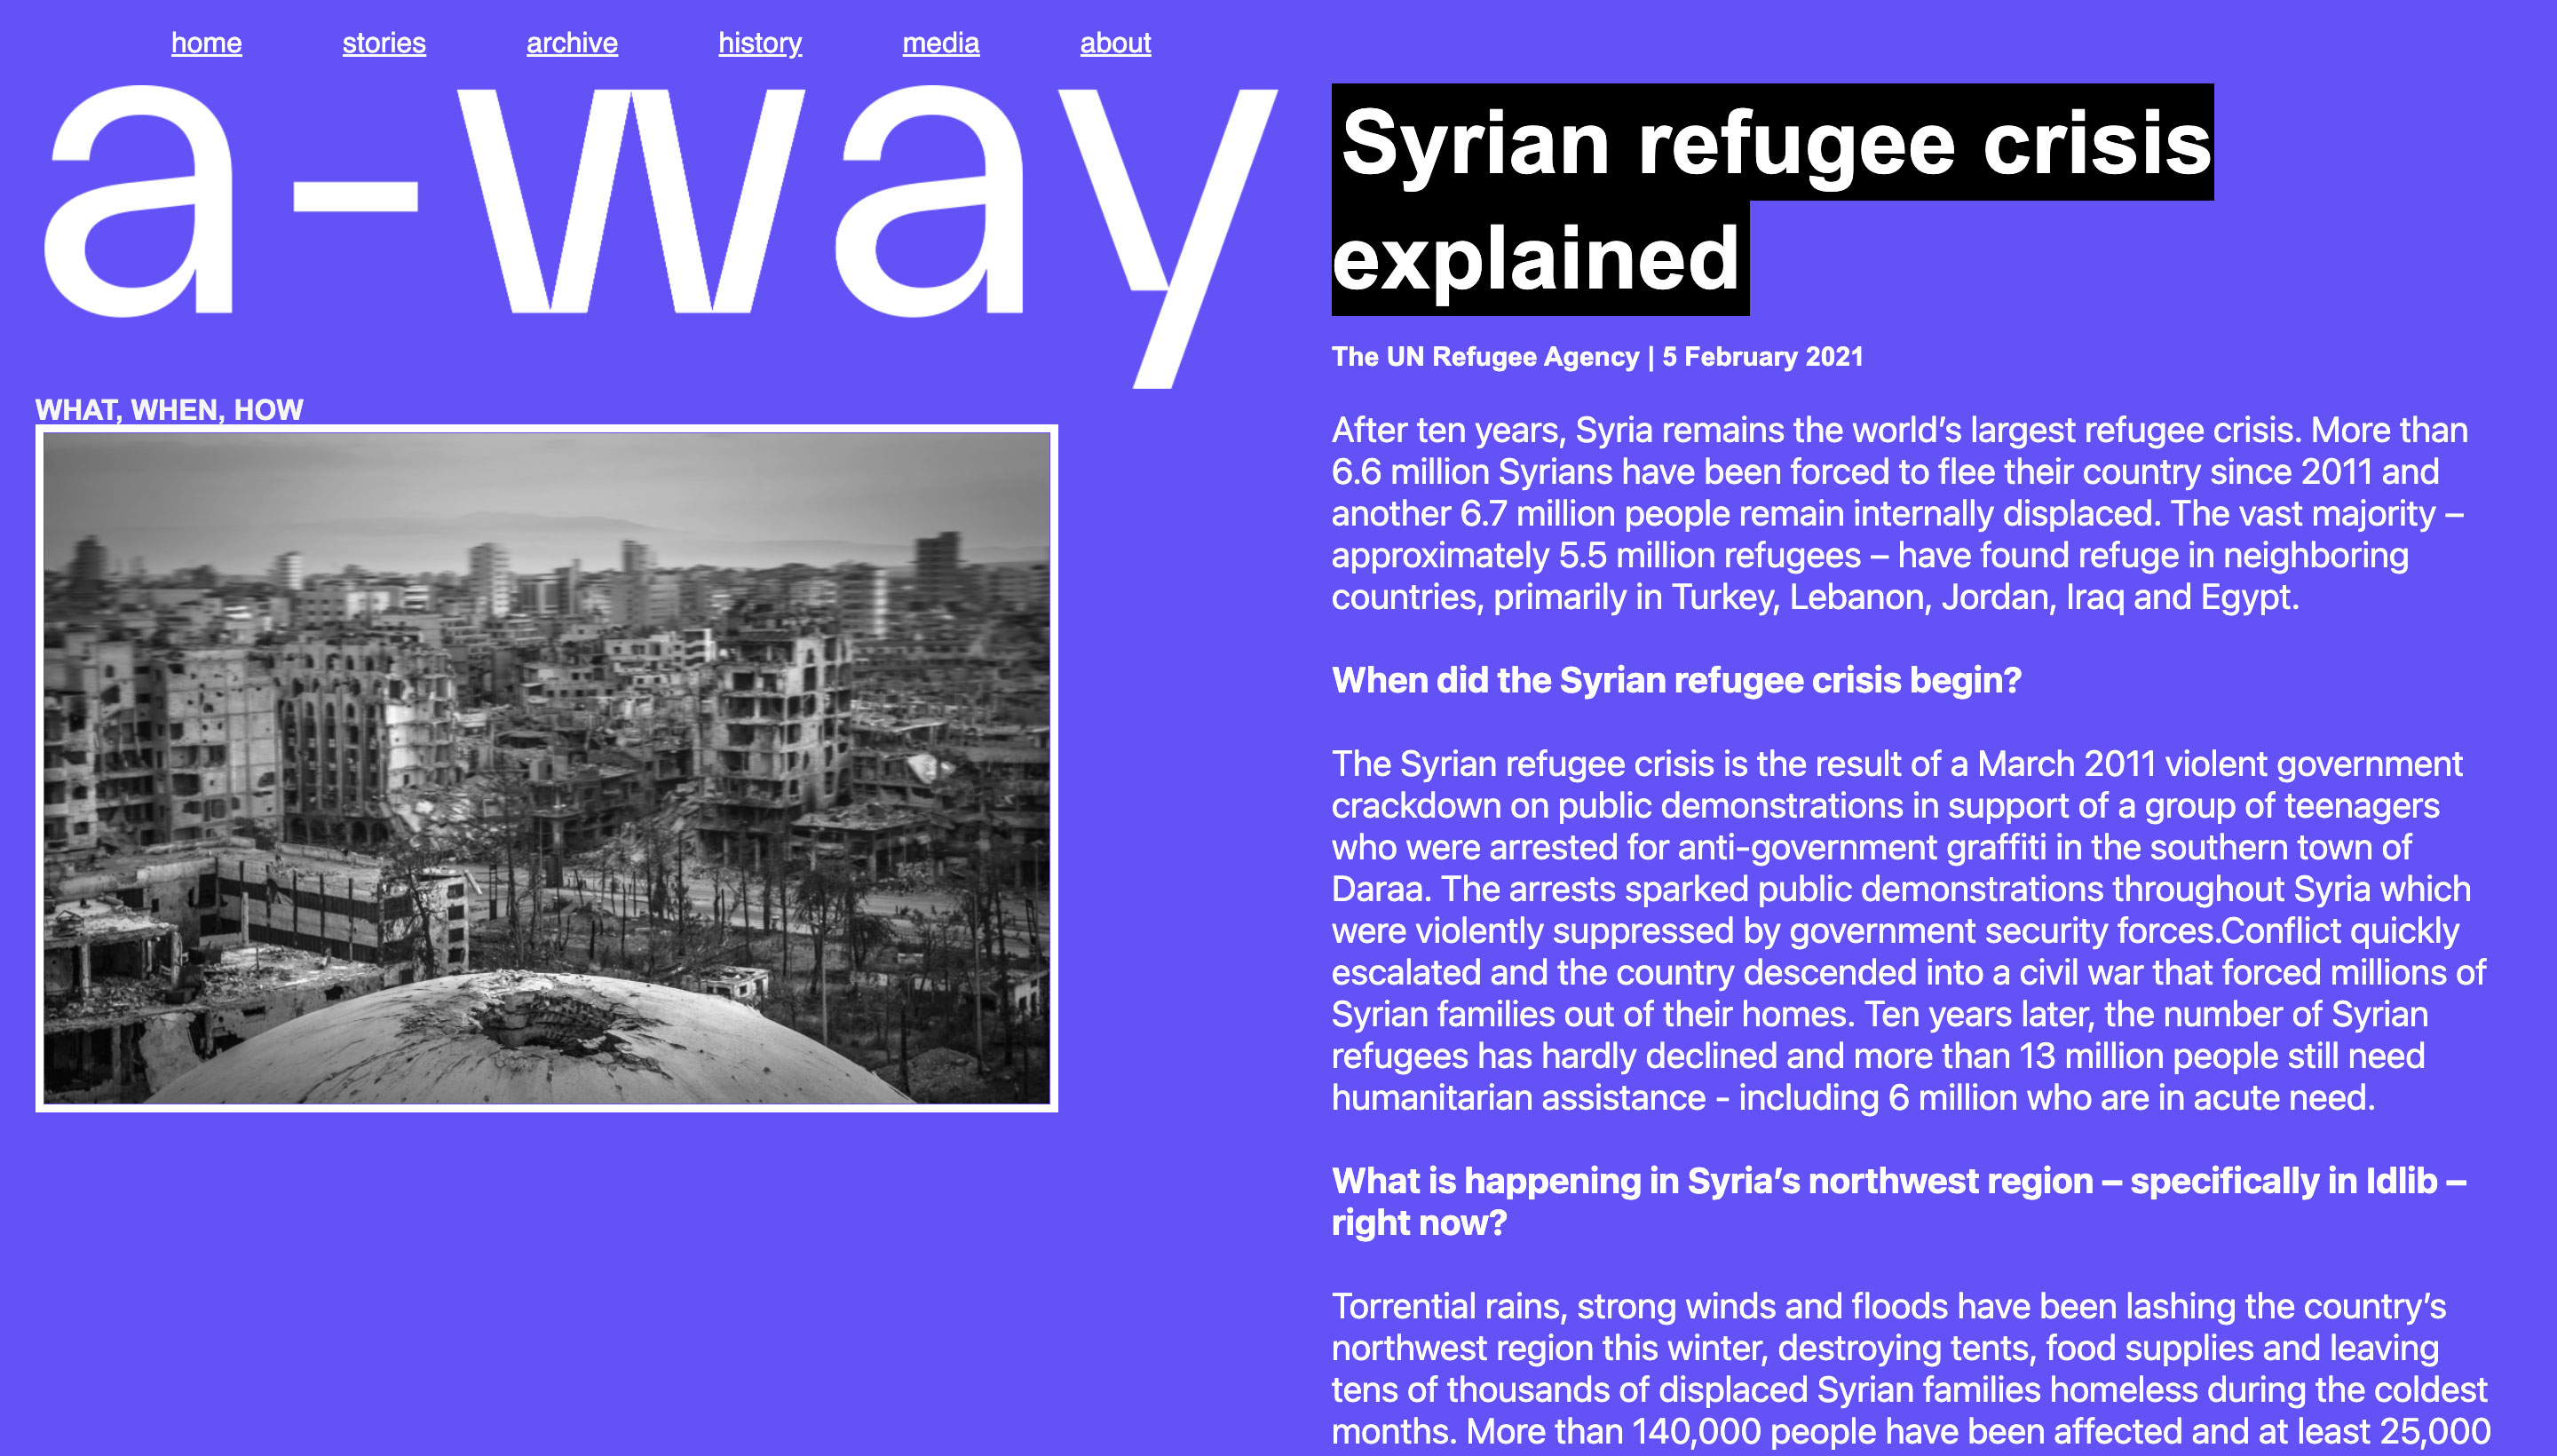 home stories archive history media about
a-way
WHAT, WHEN, HOW
Syrian refugee crisis
explained
The UN Refugee Agency | 5 February 2021
After ten years, Syria remains the world’s largest refugee crisis. More than
6.6 million Syrians have been forced to flee their country since 2011 and
another 6.7 million people remain internally displaced. The vast majority –
approximately 5.5 million refugees – have found refuge in neighboring
countries, primarily in Turkey, Lebanon, Jordan, Iraq and Egypt.
When did the Syrian refugee crisis begin?
The Syrian refugee crisis is the result of a March 2011 violent government
crackdown on public demonstrations in support of a group of teenagers
who were arrested for anti-government graffiti in the southern town of
Daraa. The arrests sparked public demonstrations throughout Syria which
were violently suppressed by government security forces.Conflict quickly
escalated and the country descended into a civil war that forced millions of
Syrian families out of their homes. Ten years later, the number of Syrian
refugees has hardly declined and more than 13 million people still need
humanitarian assistance - including 6 million who are in acute need.
What is happening in Syria’s northwest region – specifically in Idlib –
right now?
Torrential rains, strong winds and floods have been lashing the country’s
northwest region this winter, destroying tents, food supplies and leaving
tens of thousands of displaced Syrian families homeless during the coldest
months. More than 140,000 people have been affected and at least 25,000